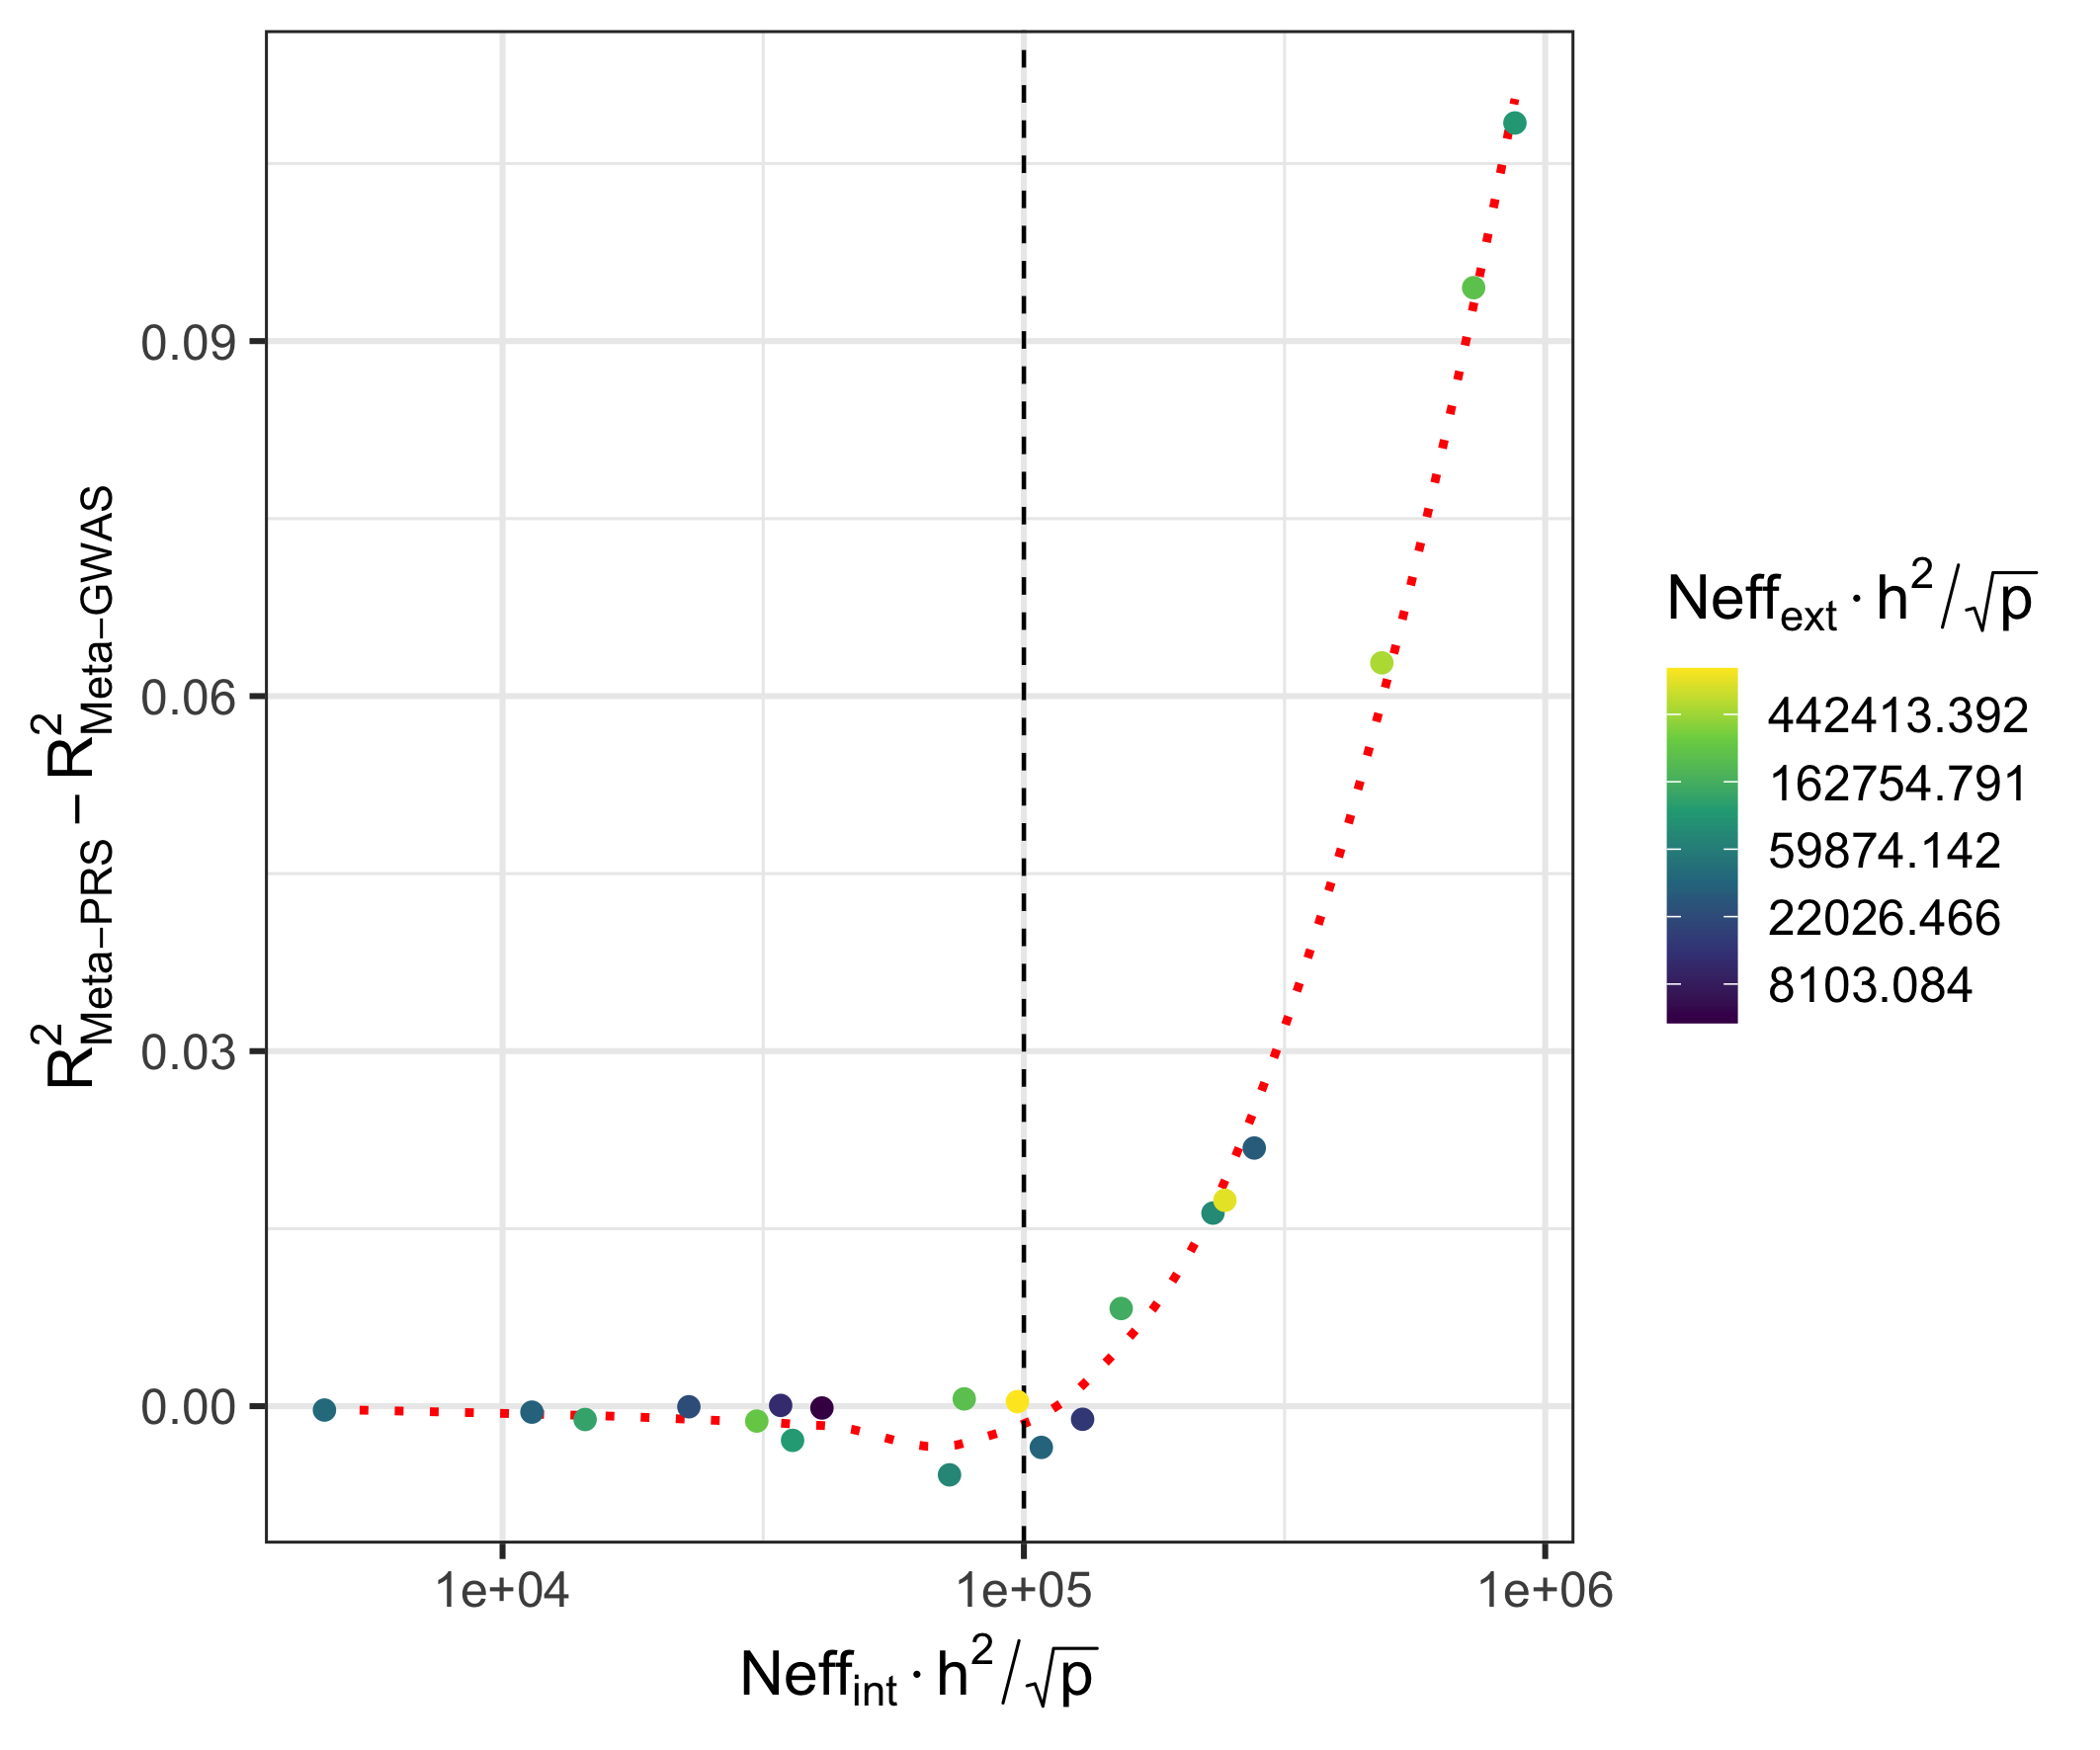 R²Meta−PRS − R²Meta−GWAS
0.09
0.06
0.03
0.00
1e+04
1e+05
1e+06
Neffint · h²/√p
Neffext · h²/√p
442413.392
162754.791
59874.142
22026.466
8103.084